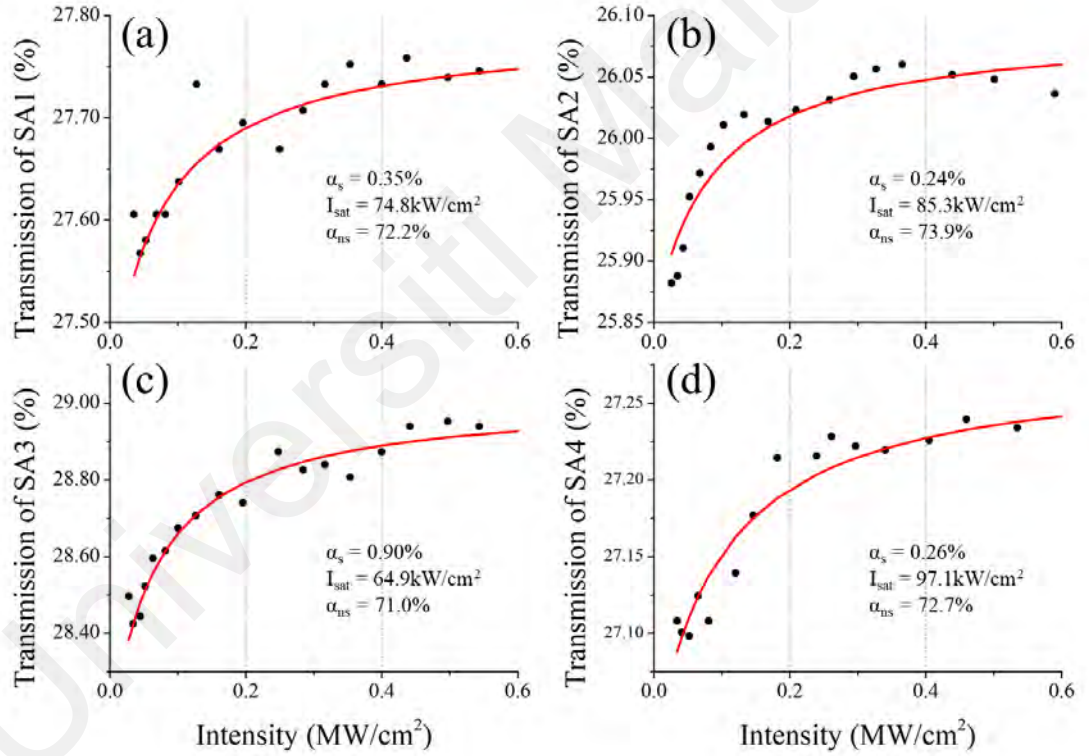 (a)
Transmission of SA1 (%)
27.80
27.70
27.60
27.50
0.0 0.2 0.4 0.6
αs = 0.35%
Isat = 74.8kW/cm²
αns = 72.2%
(b)
Transmission of SA2 (%)
26.10
26.05
26.00
25.95
25.90
25.85
0.0 0.2 0.4 0.6
αs = 0.24%
Isat = 85.3kW/cm²
αns = 73.9%
(c)
Transmission of SA3 (%)
29.00
28.80
28.60
28.40
0.0 0.2 0.4 0.6
αs = 0.90%
Isat = 64.9kW/cm²
αns = 71.0%
Intensity (MW/cm²)
(d)
Transmission of SA4 (%)
27.25
27.20
27.15
27.10
0.0 0.2 0.4 0.6
αs = 0.26%
Isat = 97.1kW/cm²
αns = 72.7%
Intensity (MW/cm²)
Universiti